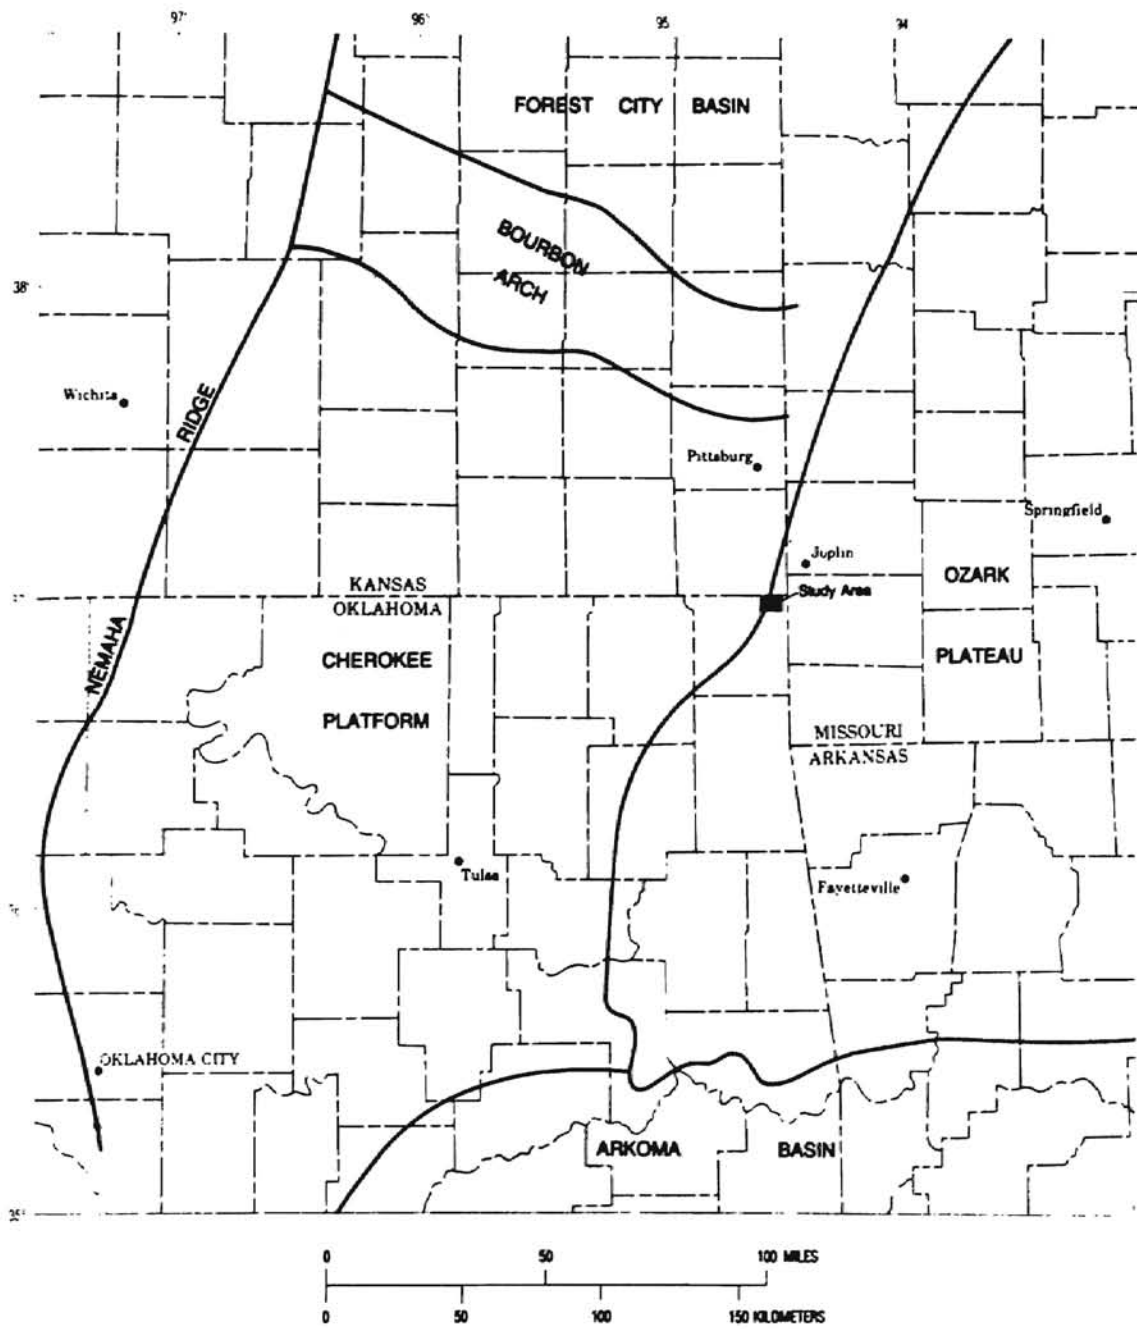 97° 96° 95 94
FOREST CITY BASIN
BOURBON
ARCH
38°
Wichita
RIDGE
Pittsburg
Springfield
Joplin
OZARK
KANSAS
OKLAHOMA
Study Area
NEMAHA
CHEROKEE
PLATEAU
PLATFORM
MISSOURI
ARKANSAS
Tulsa
Fayetteville
OKLAHOMA CITY
ARKOMA BASIN
35°
0 50 100 MILES
0 50 100 150 KILOMETERS